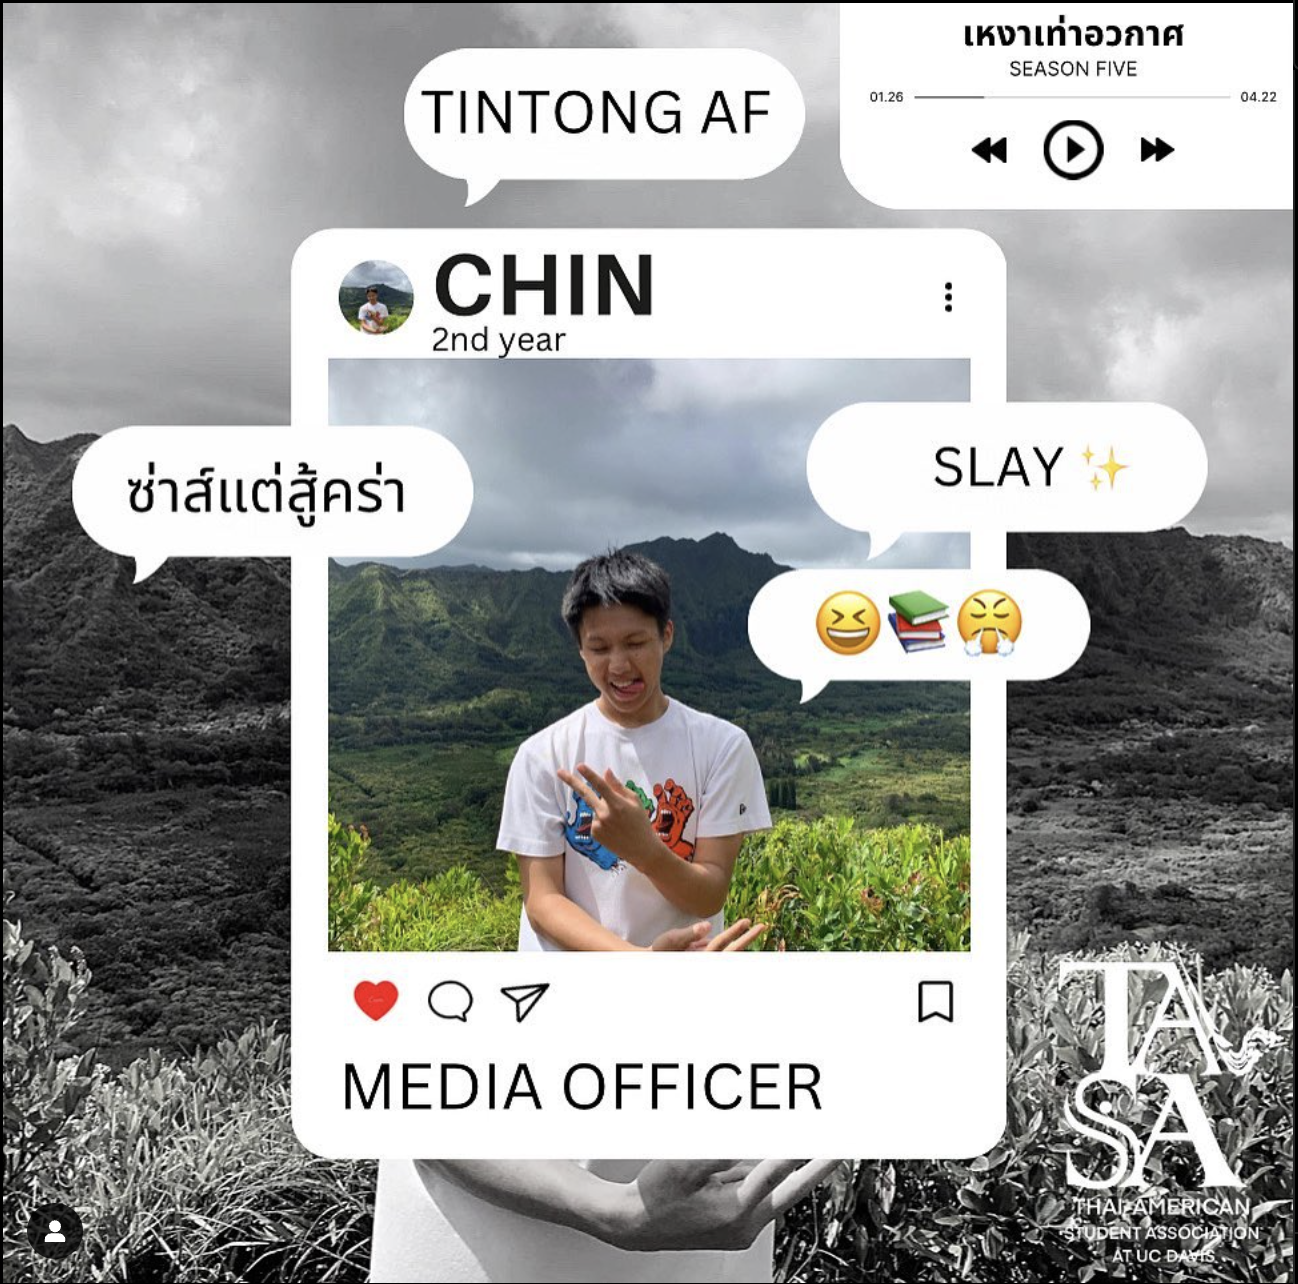 เหงาเท่าอวกาศ
SEASON FIVE
01.26
04.22
TINTONG AF
CHIN
2nd year
ซ่าส์แต่สู้คร่า
SLAY ✨
😆📚😤
MEDIA OFFICER
TASA
THAI-AMERICAN
STUDENT ASSOCIATION
AT UC DAVIS